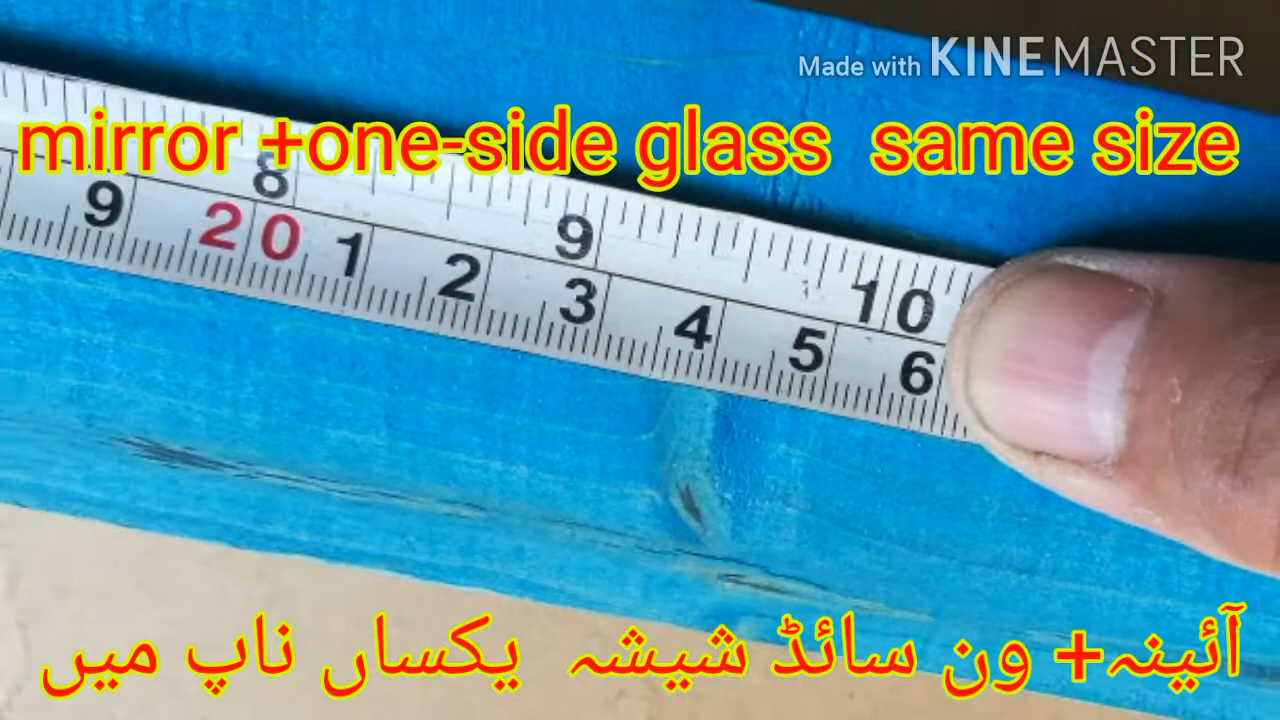 Made with KINEMASTER
mirror +one-side glass same size
8 9 10
9 20 1 2 3 4 5 6
آئینہ+ ون سائڈ شیشہ یکساں ناپ میں